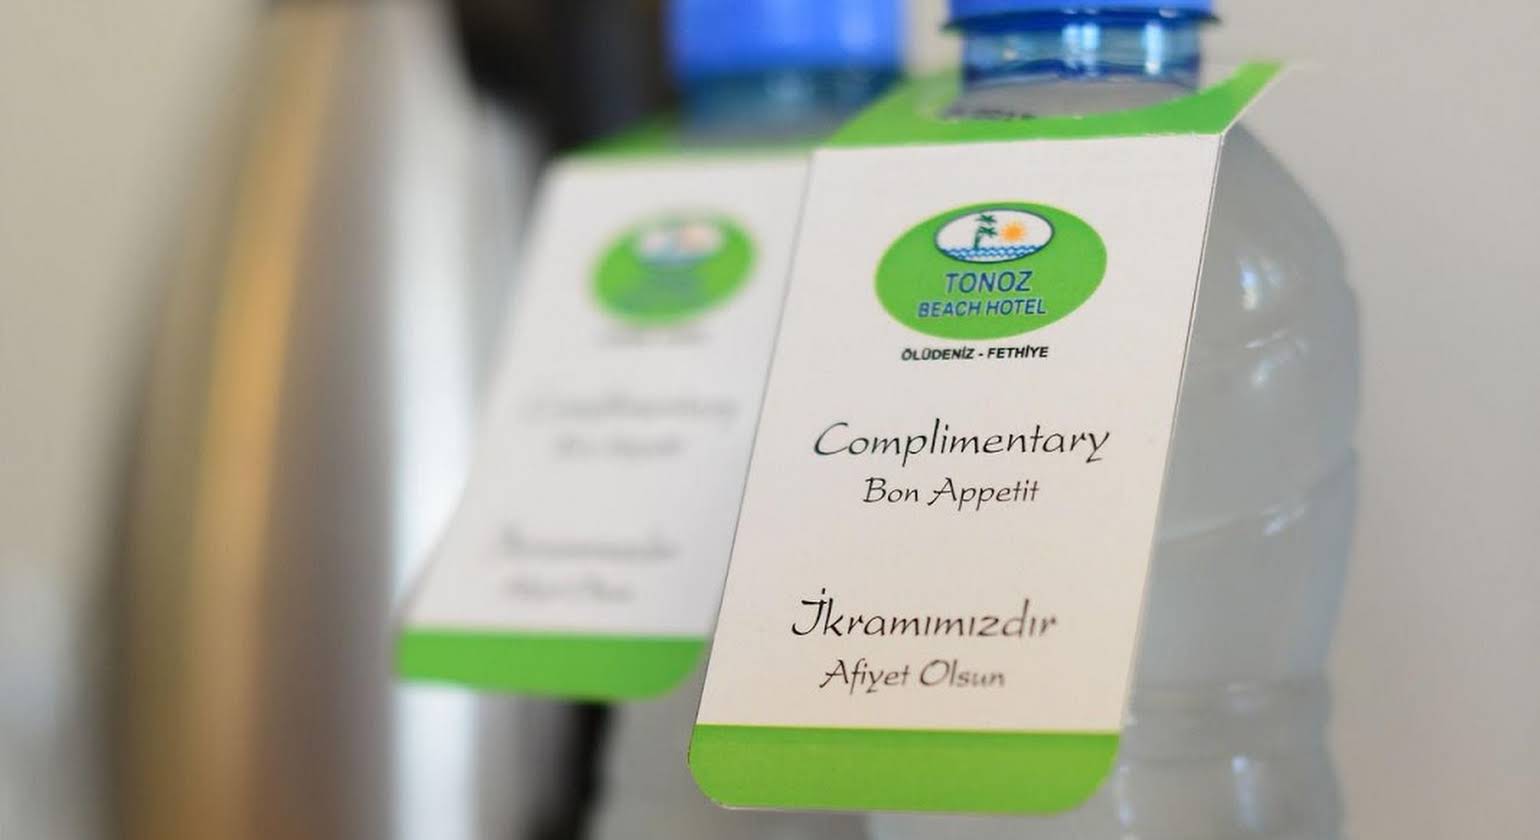 TONOZ
BEACH HOTEL
ÖLÜDENİZ - FETHİYE
Complimentary
Bon Appetit
İkramımızdır
Afiyet Olsun